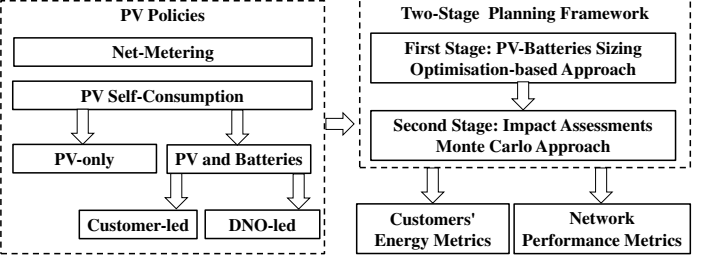 PV Policies
Net-Metering
PV Self-Consumption
PV-only
PV and Batteries
Customer-led
DNO-led
Two-Stage Planning Framework
First Stage: PV-Batteries Sizing
Optimisation-based Approach
Second Stage: Impact Assessments
Monte Carlo Approach
Customers'
Energy Metrics
Network
Performance Metrics